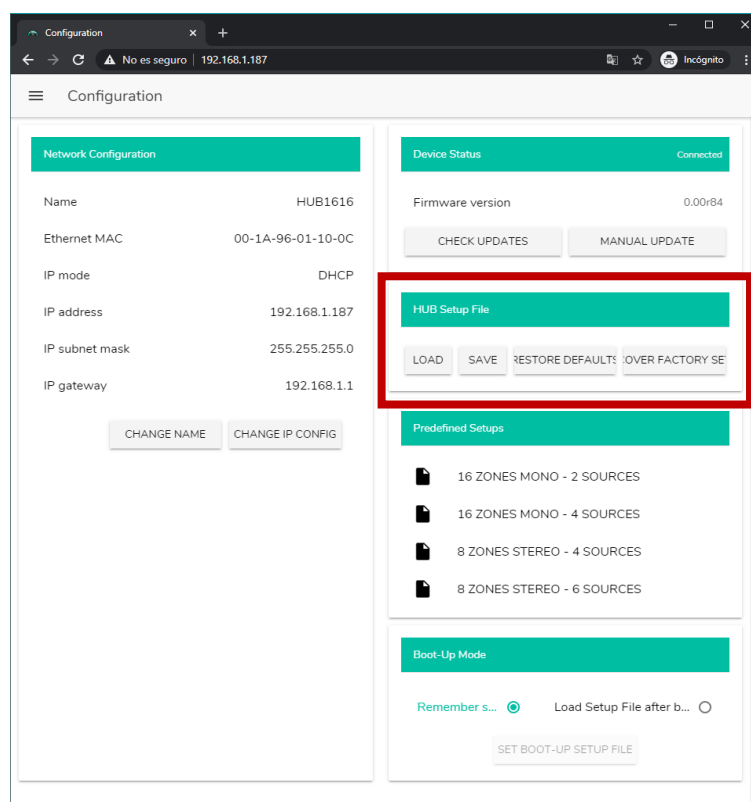 Configuration
No es seguro | 192.168.1.187
Incógnito
Configuration
Network Configuration
Name HUB1616
Ethernet MAC 00-1A-96-01-10-0C
IP mode DHCP
IP address 192.168.1.187
IP subnet mask 255.255.255.0
IP gateway 192.168.1.1
CHANGE NAME CHANGE IP CONFIG
Device Status Connected
Firmware version 0.00r84
CHECK UPDATES MANUAL UPDATE
HUB Setup File
LOAD SAVE RESTORE DEFAULTS COVER FACTORY SE
Predefined Setups
16 ZONES MONO - 2 SOURCES
16 ZONES MONO - 4 SOURCES
8 ZONES STEREO - 4 SOURCES
8 ZONES STEREO - 6 SOURCES
Boot-Up Mode
Remember s... Load Setup File after b...
SET BOOT-UP SETUP FILE